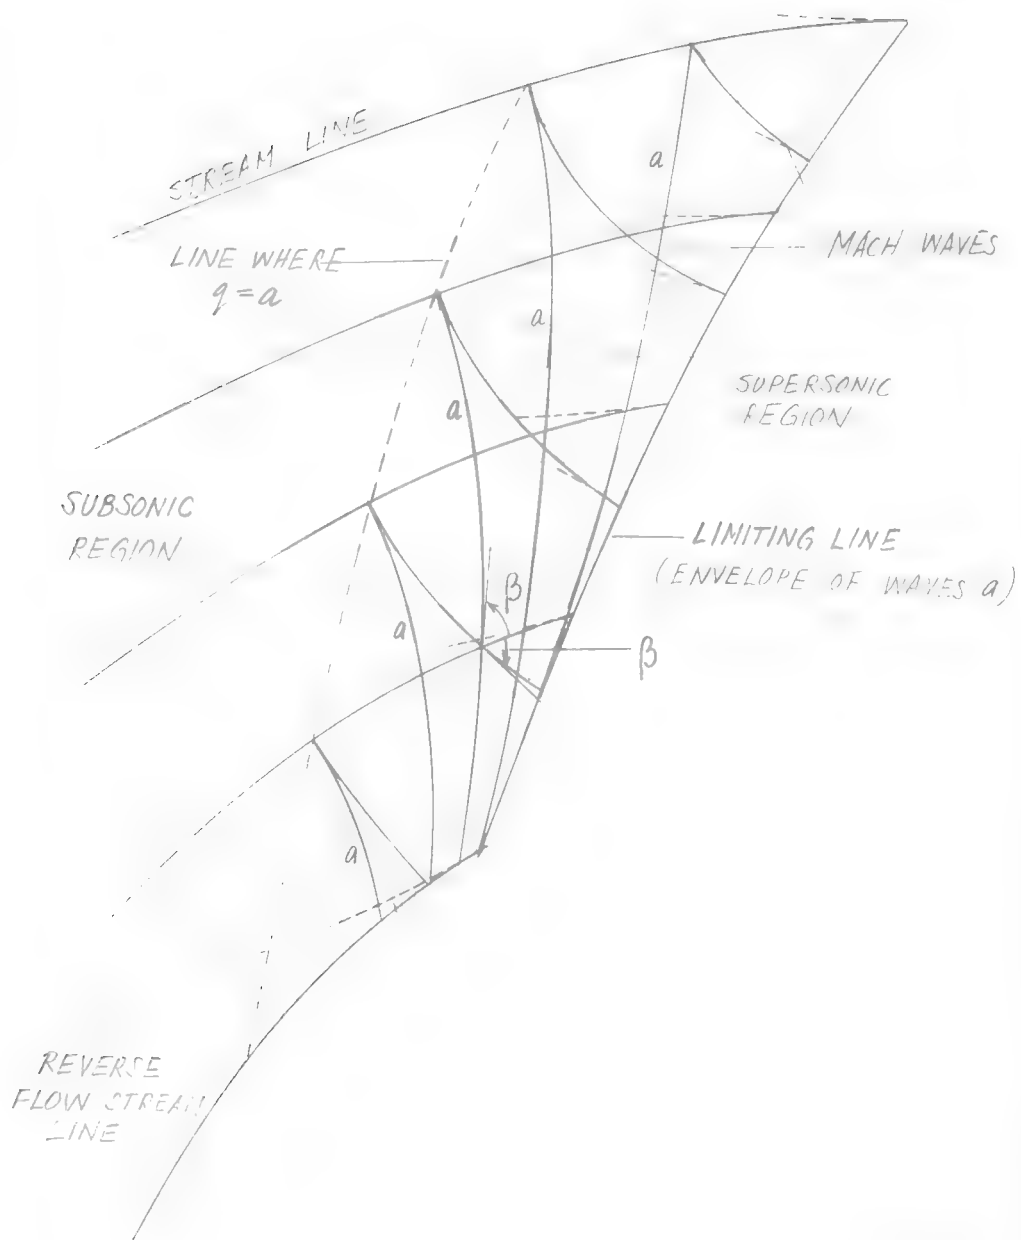 STREAM LINE
a
LINE WHERE
q = a
MACH WAVES
a
SUPERSONIC
REGION
a
SUBSONIC
REGION
LIMITING LINE
(ENVELOPE OF WAVES a)
β
a
β
a
REVERSE
FLOW STREAM
LINE